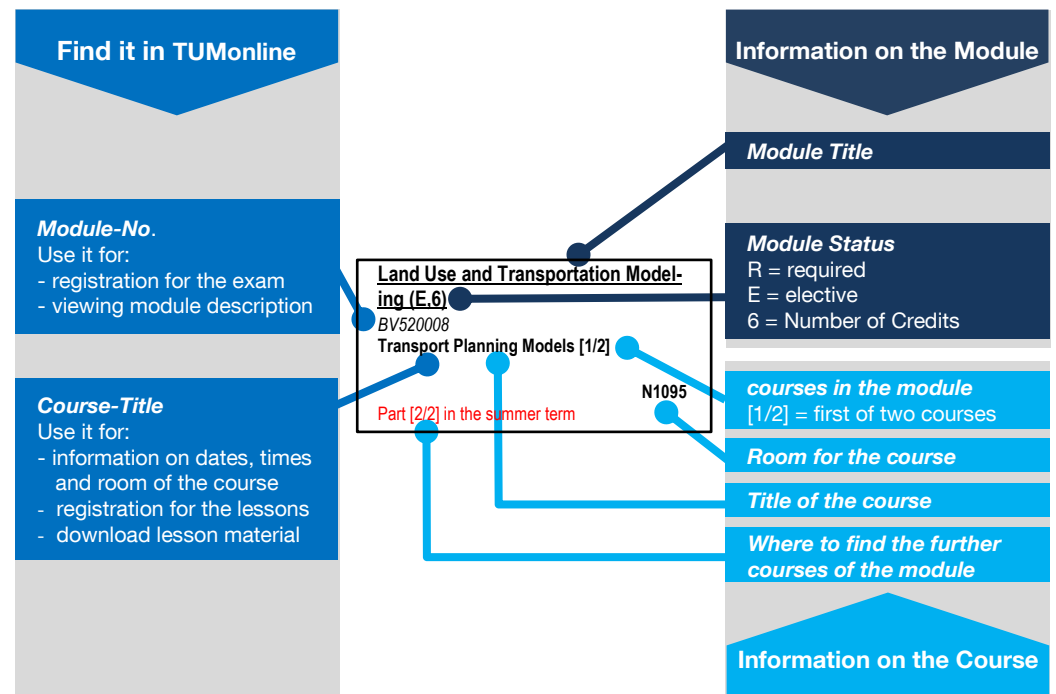 Find it in TUMonline
Module-No.
Use it for:
- registration for the exam
- viewing module description
Course-Title
Use it for:
- information on dates, times
and room of the course
- registration for the lessons
- download lesson material
Land Use and Transportation Model-
ing (E,6)
BV520008
Transport Planning Models [1/2]
N1095
Part [2/2] in the summer term
Information on the Module
Module Title
Module Status
R = required
E = elective
6 = Number of Credits
courses in the module
[1/2] = first of two courses
Room for the course
Title of the course
Where to find the further
courses of the module
Information on the Course